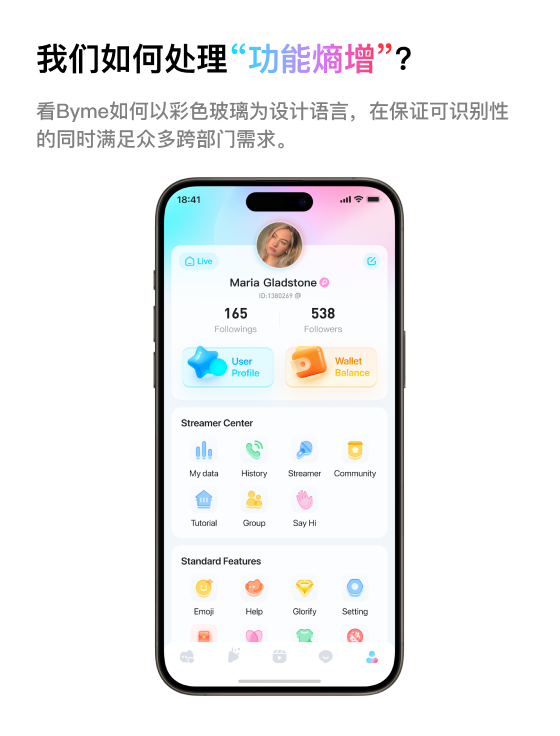 我们如何处理“功能熵增”?
看Byme如何以彩色玻璃为设计语言，在保证可识别性
的同时满足众多跨部门需求。
18:41
Live
Maria Gladstone
ID:1380269
165 538
Followings Followers
User Wallet
Profile Balance
Streamer Center
My data History Streamer Community
Tutorial Group Say Hi
Standard Features
Emoji Help Glorify Setting